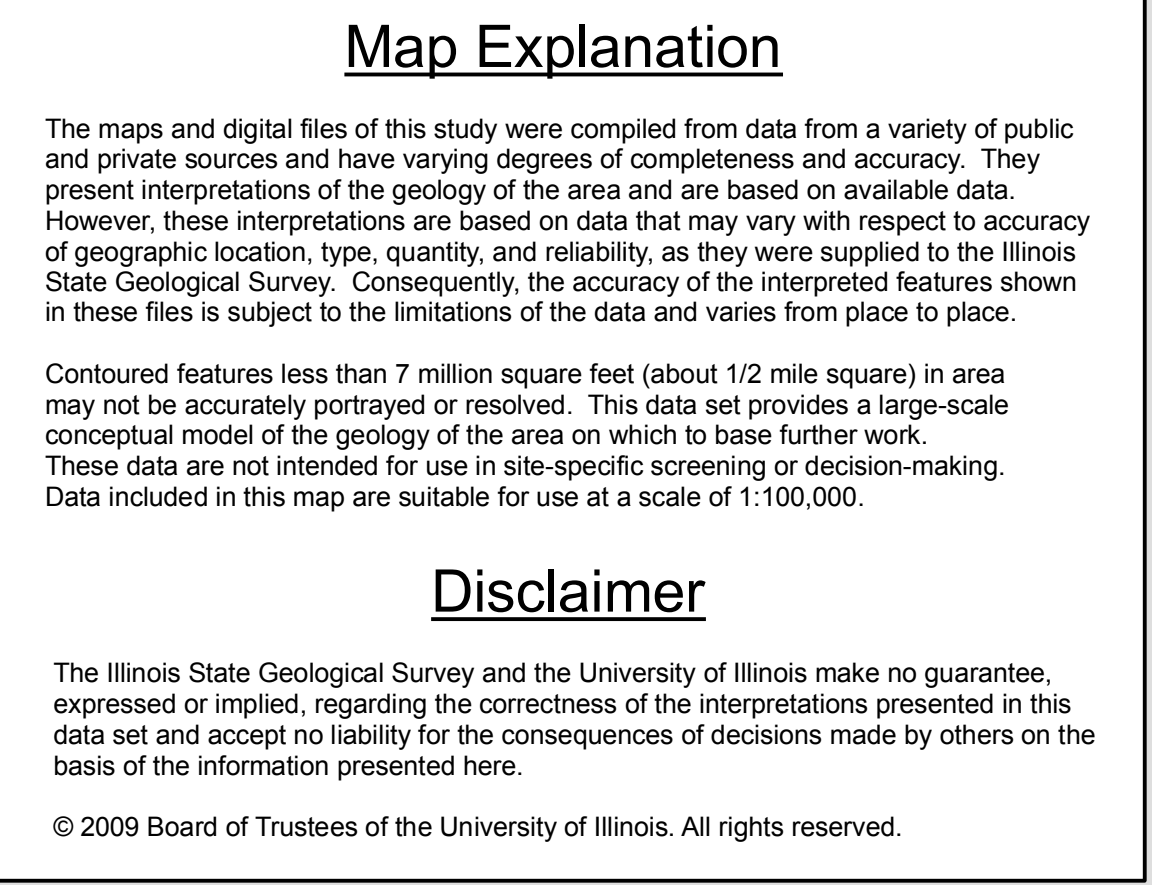 Map Explanation
The maps and digital files of this study were compiled from data from a variety of public
and private sources and have varying degrees of completeness and accuracy.  They
present interpretations of the geology of the area and are based on available data.
However, these interpretations are based on data that may vary with respect to accuracy
of geographic location, type, quantity, and reliability, as they were supplied to the Illinois
State Geological Survey.  Consequently, the accuracy of the interpreted features shown
in these files is subject to the limitations of the data and varies from place to place.
Contoured features less than 7 million square feet (about 1/2 mile square) in area
may not be accurately portrayed or resolved.  This data set provides a large-scale
conceptual model of the geology of the area on which to base further work.
These data are not intended for use in site-specific screening or decision-making.
Data included in this map are suitable for use at a scale of 1:100,000.
Disclaimer
The Illinois State Geological Survey and the University of Illinois make no guarantee,
expressed or implied, regarding the correctness of the interpretations presented in this
data set and accept no liability for the consequences of decisions made by others on the
basis of the information presented here.
© 2009 Board of Trustees of the University of Illinois. All rights reserved.